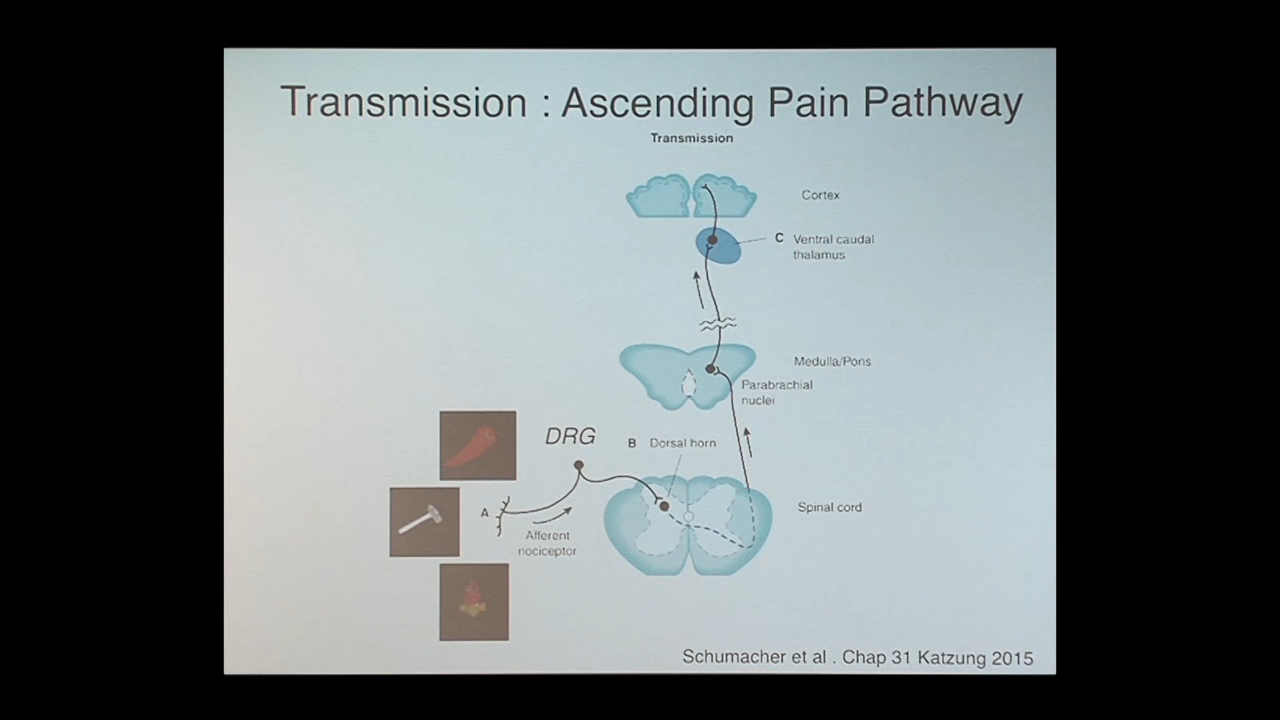 Transmission : Ascending Pain Pathway
Transmission
Cortex
C Ventral caudal
thalamus
Medulla/Pons
Parabrachial
nuclei
DRG
B Dorsal horn
A
Spinal cord
Afferent
nociceptor
Schumacher et al . Chap 31 Katzung 2015